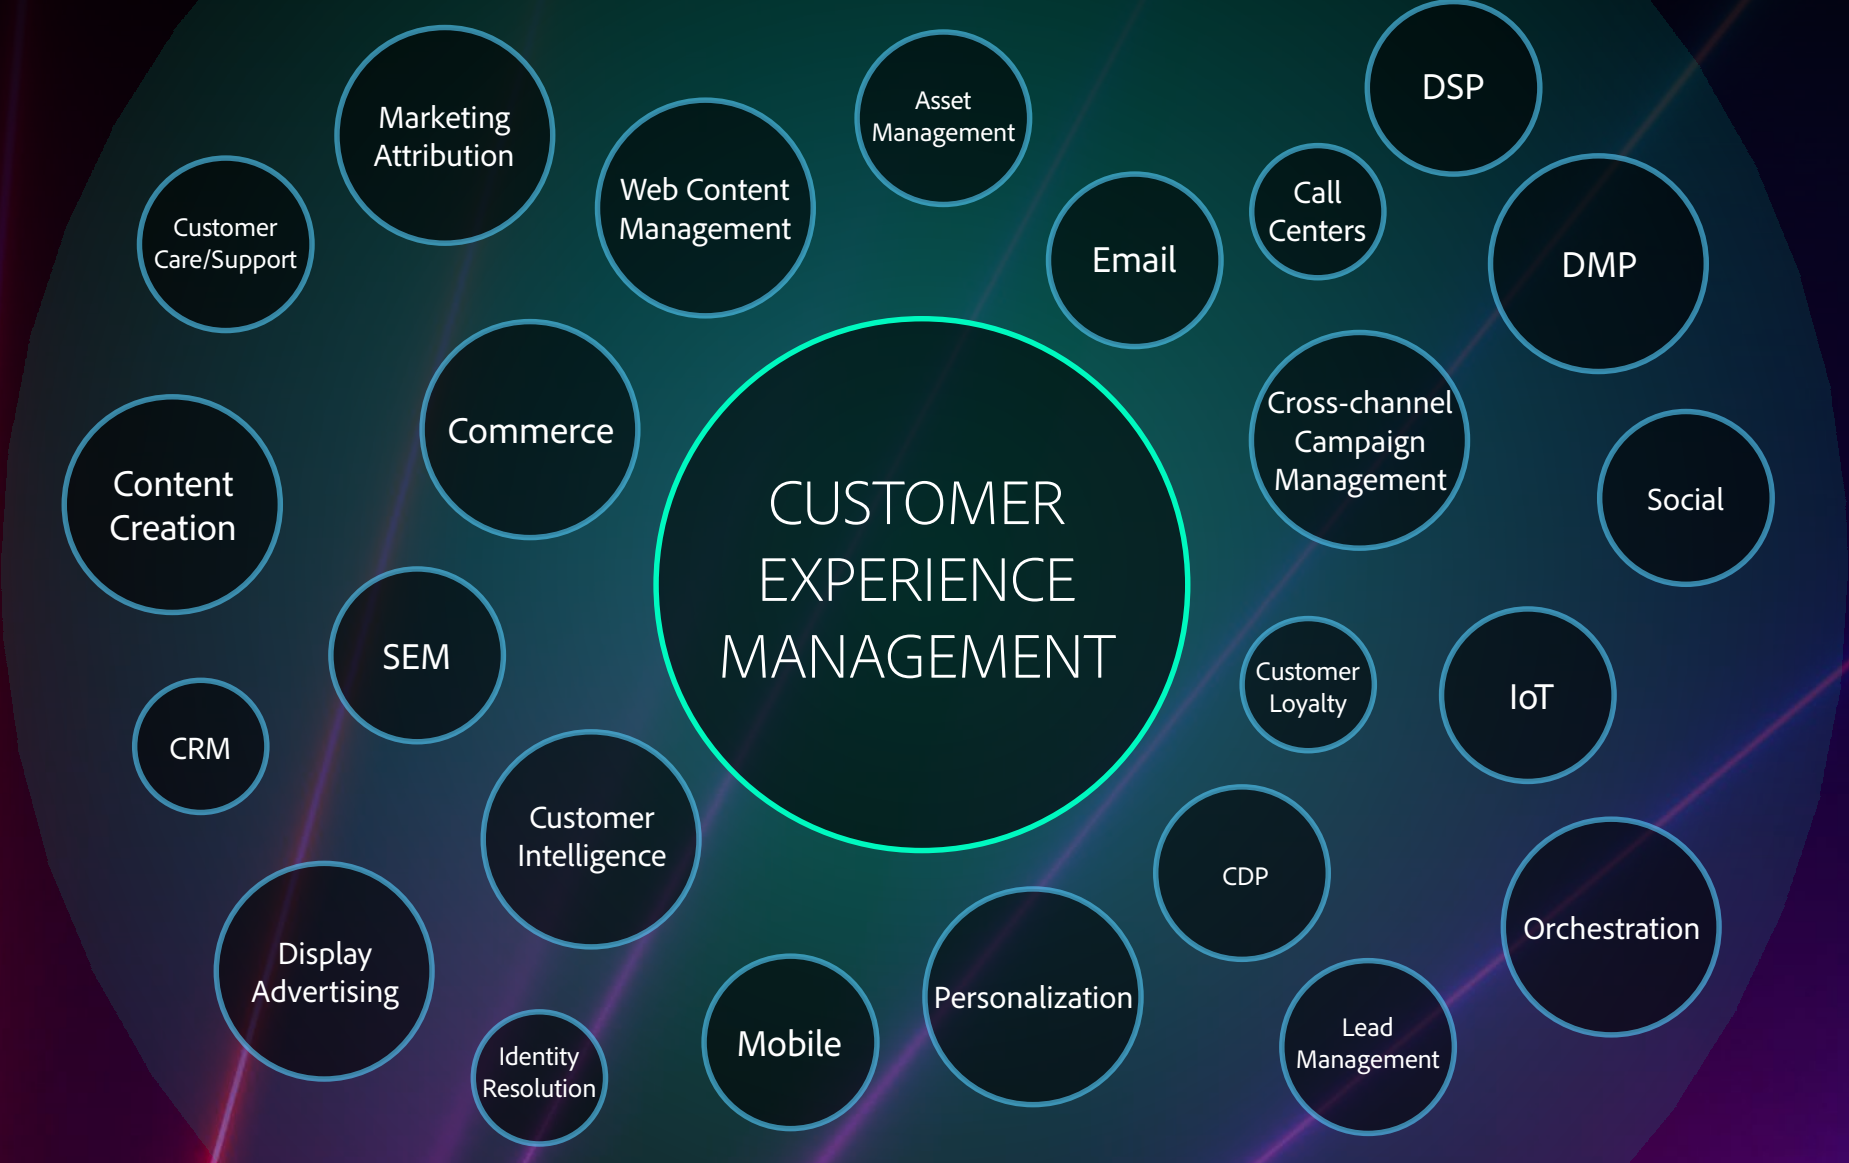 Marketing
Attribution
Asset
Management
DSP
Web Content
Management
Call
Centers
Customer
Care/Support
Email
DMP
Commerce
Cross-channel
Campaign
Management
Content
Creation
Social
CUSTOMER
EXPERIENCE
MANAGEMENT
SEM
Customer
Loyalty
IoT
CRM
Customer
Intelligence
CDP
Orchestration
Display
Advertising
Personalization
Identity
Resolution
Mobile
Lead
Management